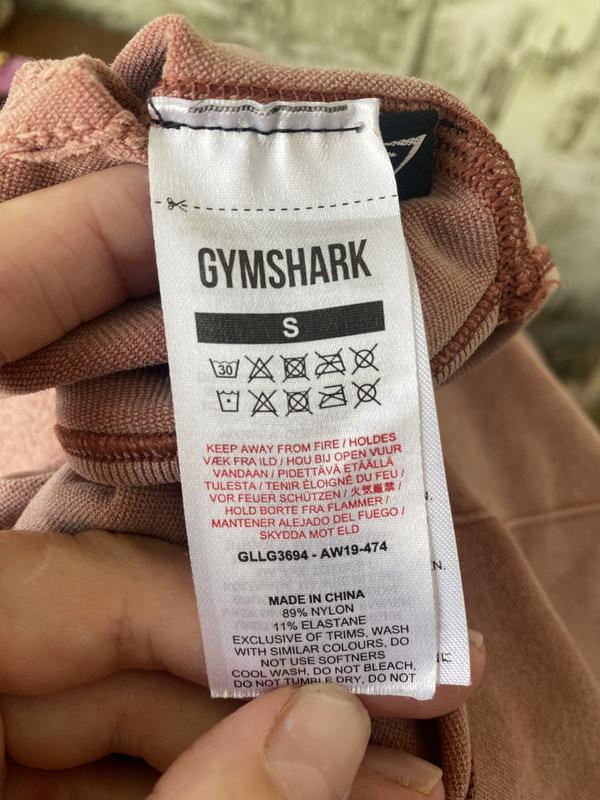 GYMSHARK
S
30
KEEP AWAY FROM FIRE / HOLDES
VÆK FRA ILD / HOU BIJ OPEN VUUR
VANDAAN / PIDETTÄVÄ ETÄÄLLÄ
TULESTA / TENIR ÉLOIGNÉ DU FEU /
VOR FEUER SCHÜTZEN / 火気厳禁 /
HOLD BORTE FRA FLAMMER /
MANTENER ALEJADO DEL FUEGO /
SKYDDA MOT ELD
GLLG3694 - AW19-474
MADE IN CHINA
89% NYLON
11% ELASTANE
EXCLUSIVE OF TRIMS, WASH
WITH SIMILAR COLOURS, DO
NOT USE SOFTNERS
COOL WASH, DO NOT BLEACH,
DO NOT TUMBLE DRY, DO NOT